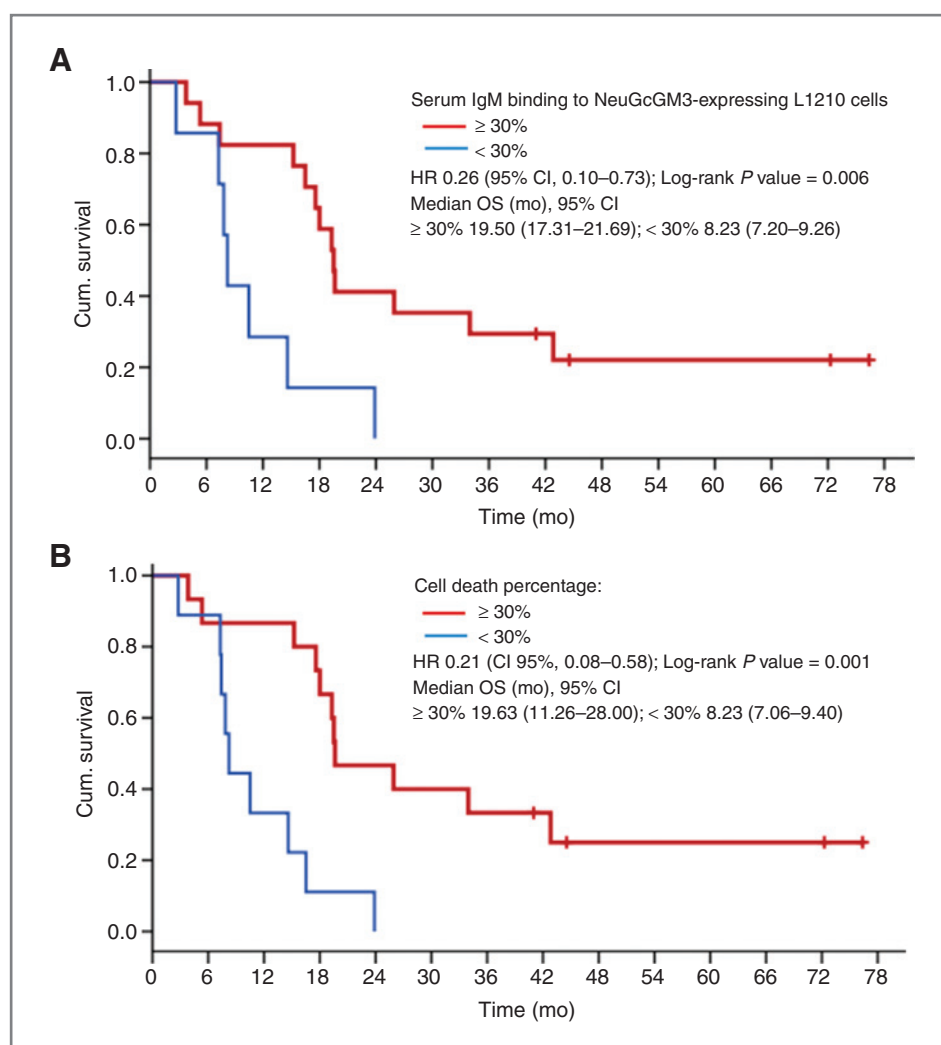 A
Cum. survival
1.0
0.8
0.6
0.4
0.2
0.0
Serum IgM binding to NeuGcGM3-expressing L1210 cells
≥ 30%
< 30%
HR 0.26 (95% CI, 0.10–0.73); Log-rank P value = 0.006
Median OS (mo), 95% CI
≥ 30% 19.50 (17.31–21.69); < 30% 8.23 (7.20–9.26)
0 6 12 18 24 30 36 42 48 54 60 66 72 78
Time (mo)
B
Cum. survival
1.0
0.8
0.6
0.4
0.2
0.0
Cell death percentage:
≥ 30%
< 30%
HR 0.21 (CI 95%, 0.08–0.58); Log-rank P value = 0.001
Median OS (mo), 95% CI
≥ 30% 19.63 (11.26–28.00); < 30% 8.23 (7.06–9.40)
0 6 12 18 24 30 36 42 48 54 60 66 72 78
Time (mo)